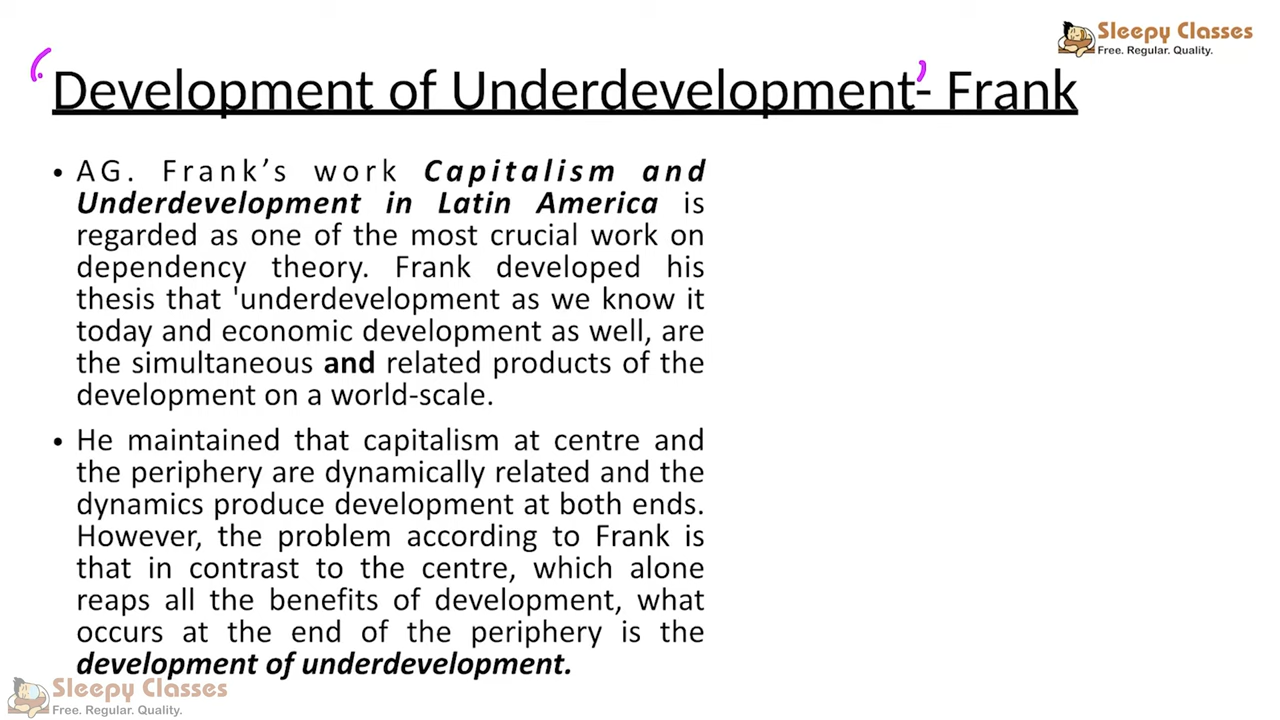 Sleepy Classes
Free. Regular. Quality.
‘Development of Underdevelopment’- Frank
• AG. Frank’s work Capitalism and
Underdevelopment in Latin America is
regarded as one of the most crucial work on
dependency theory. Frank developed his
thesis that 'underdevelopment as we know it
today and economic development as well, are
the simultaneous and related products of the
development on a world-scale.
• He maintained that capitalism at centre and
the periphery are dynamically related and the
dynamics produce development at both ends.
However, the problem according to Frank is
that in contrast to the centre, which alone
reaps all the benefits of development, what
occurs at the end of the periphery is the
development of underdevelopment.
Sleepy Classes
Free. Regular. Quality.